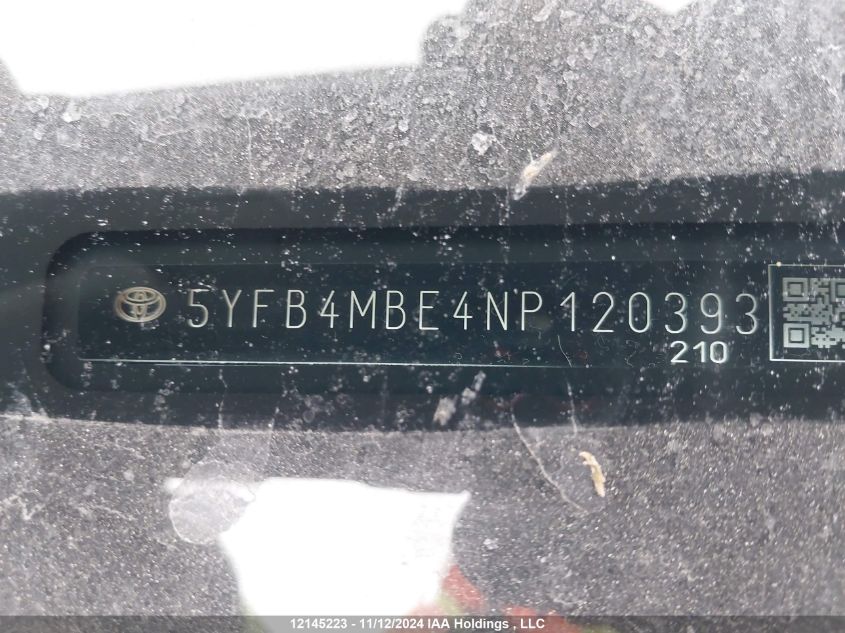 5YFB4MBE4NP120393
210
12145223 - 11/12/2024 IAA Holdings , LLC